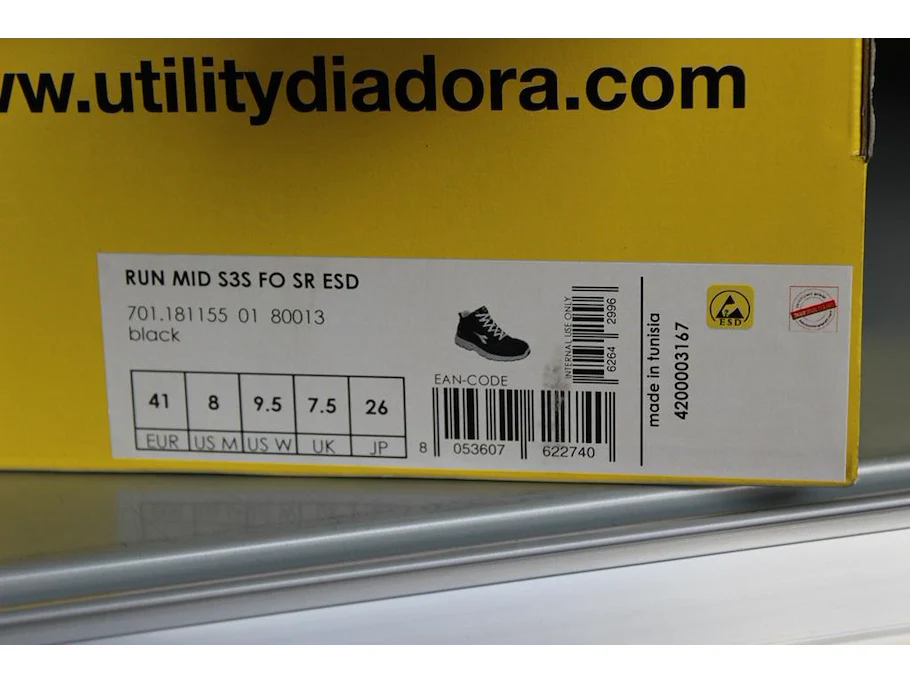 ww.utilitydiadora.com
RUN MID S3S FO SR ESD
701.181155 01 80013
black
41 8 9.5 7.5 26
EUR US M US W UK JP
EAN-CODE
8 053607 622740
INTERNAL USE ONLY
6264 2996
made in tunisia
4200003167
ESD